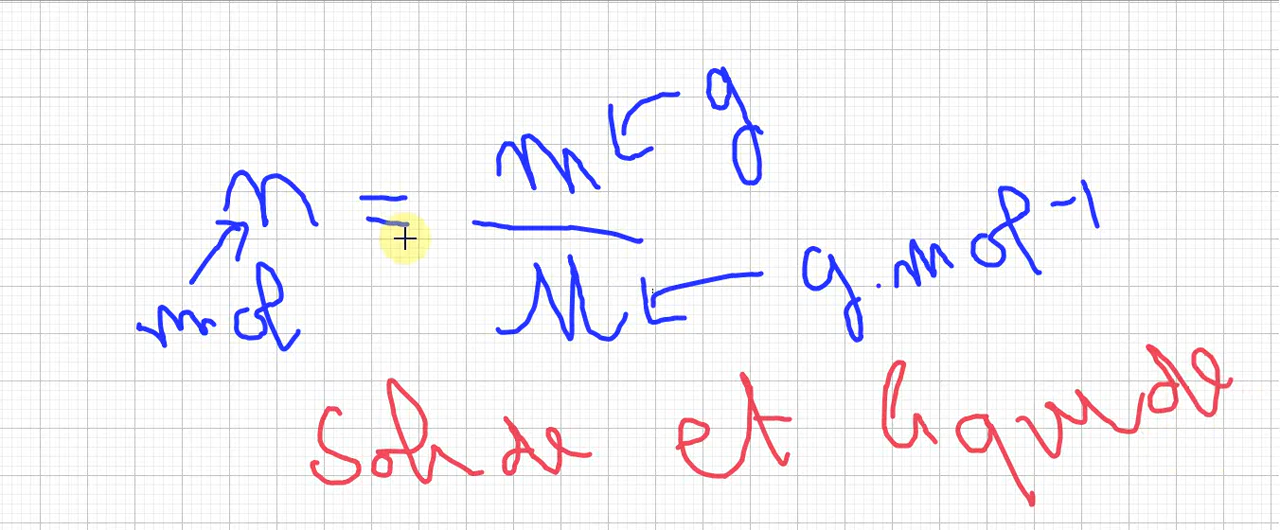 n = m / M
g
g.mol⁻¹
mol
Solide et liquide